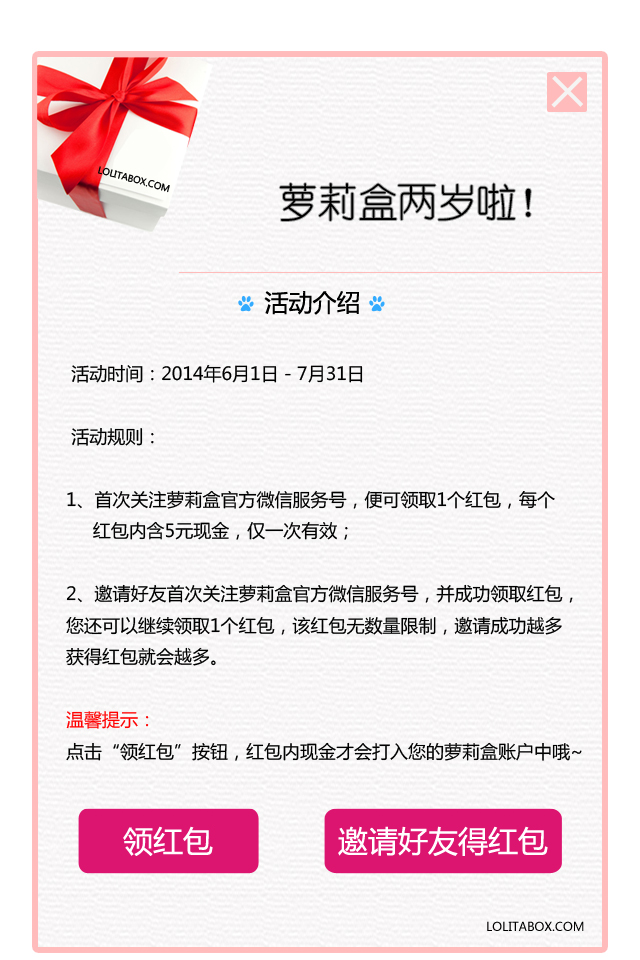 LOLITABOX.COM
萝莉盒两岁啦！
活动介绍
活动时间：2014年6月1日 - 7月31日
活动规则：
1、首次关注萝莉盒官方微信服务号，便可领取1个红包，每个
红包内含5元现金，仅一次有效；
2、邀请好友首次关注萝莉盒官方微信服务号，并成功领取红包，
您还可以继续领取1个红包，该红包无数量限制，邀请成功越多
获得红包就会越多。
温馨提示：
点击“领红包”按钮，红包内现金才会打入您的萝莉盒账户中哦~
领红包
邀请好友得红包
LOLITABOX.COM